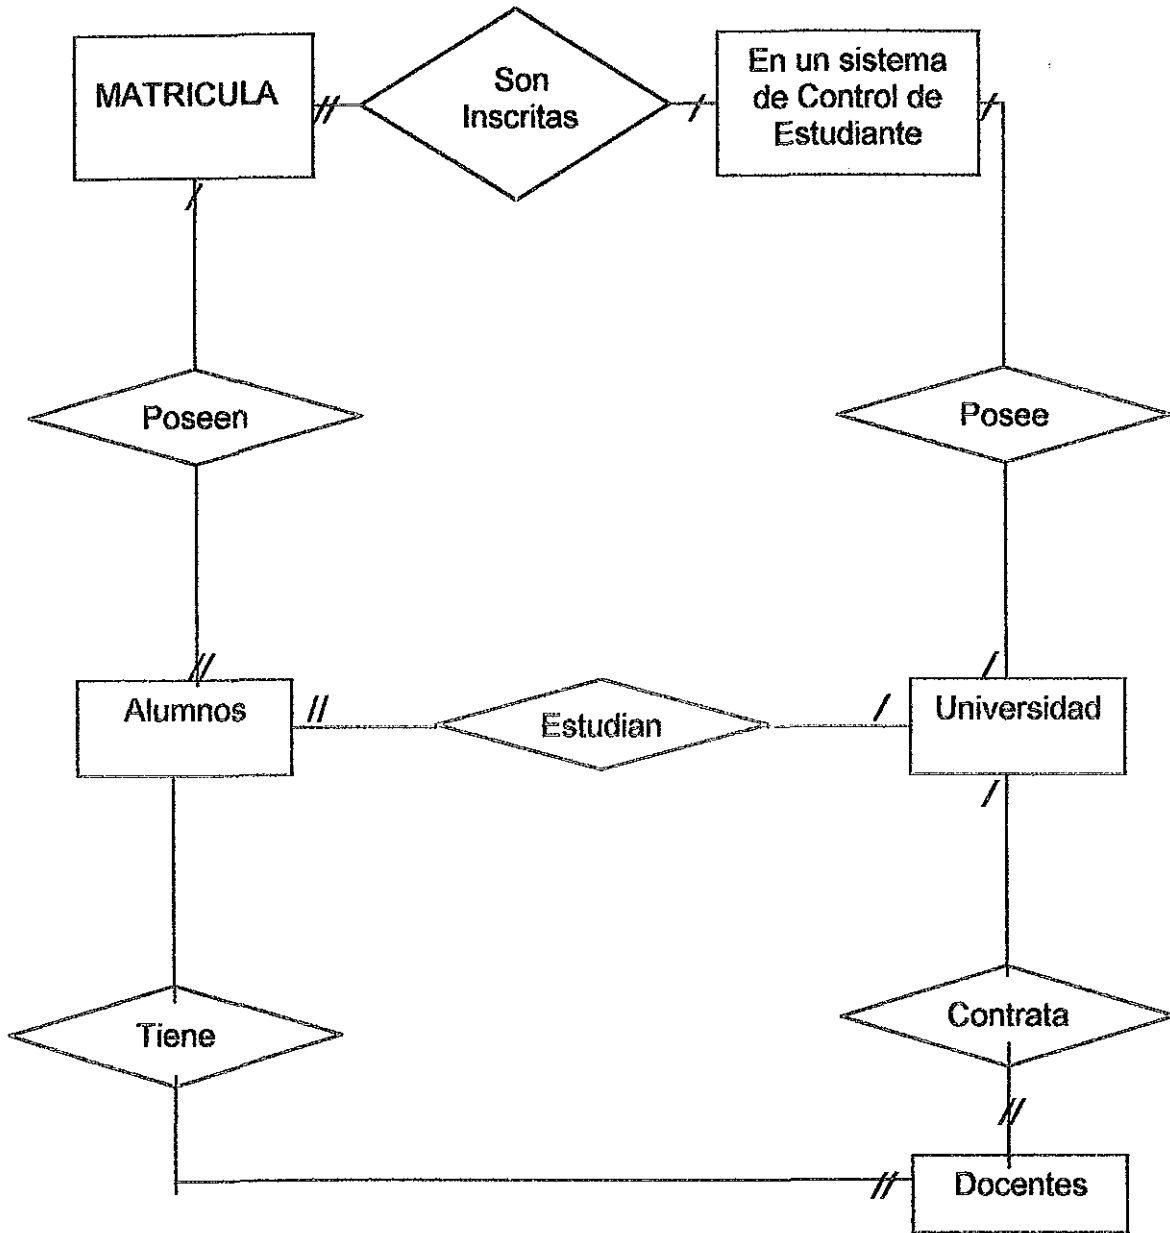 MATRICULA
Son
Inscritas
En un sistema
de Control de
Estudiante
Poseen
Posee
Alumnos
Estudian
Universidad
Tiene
Contrata
Docentes